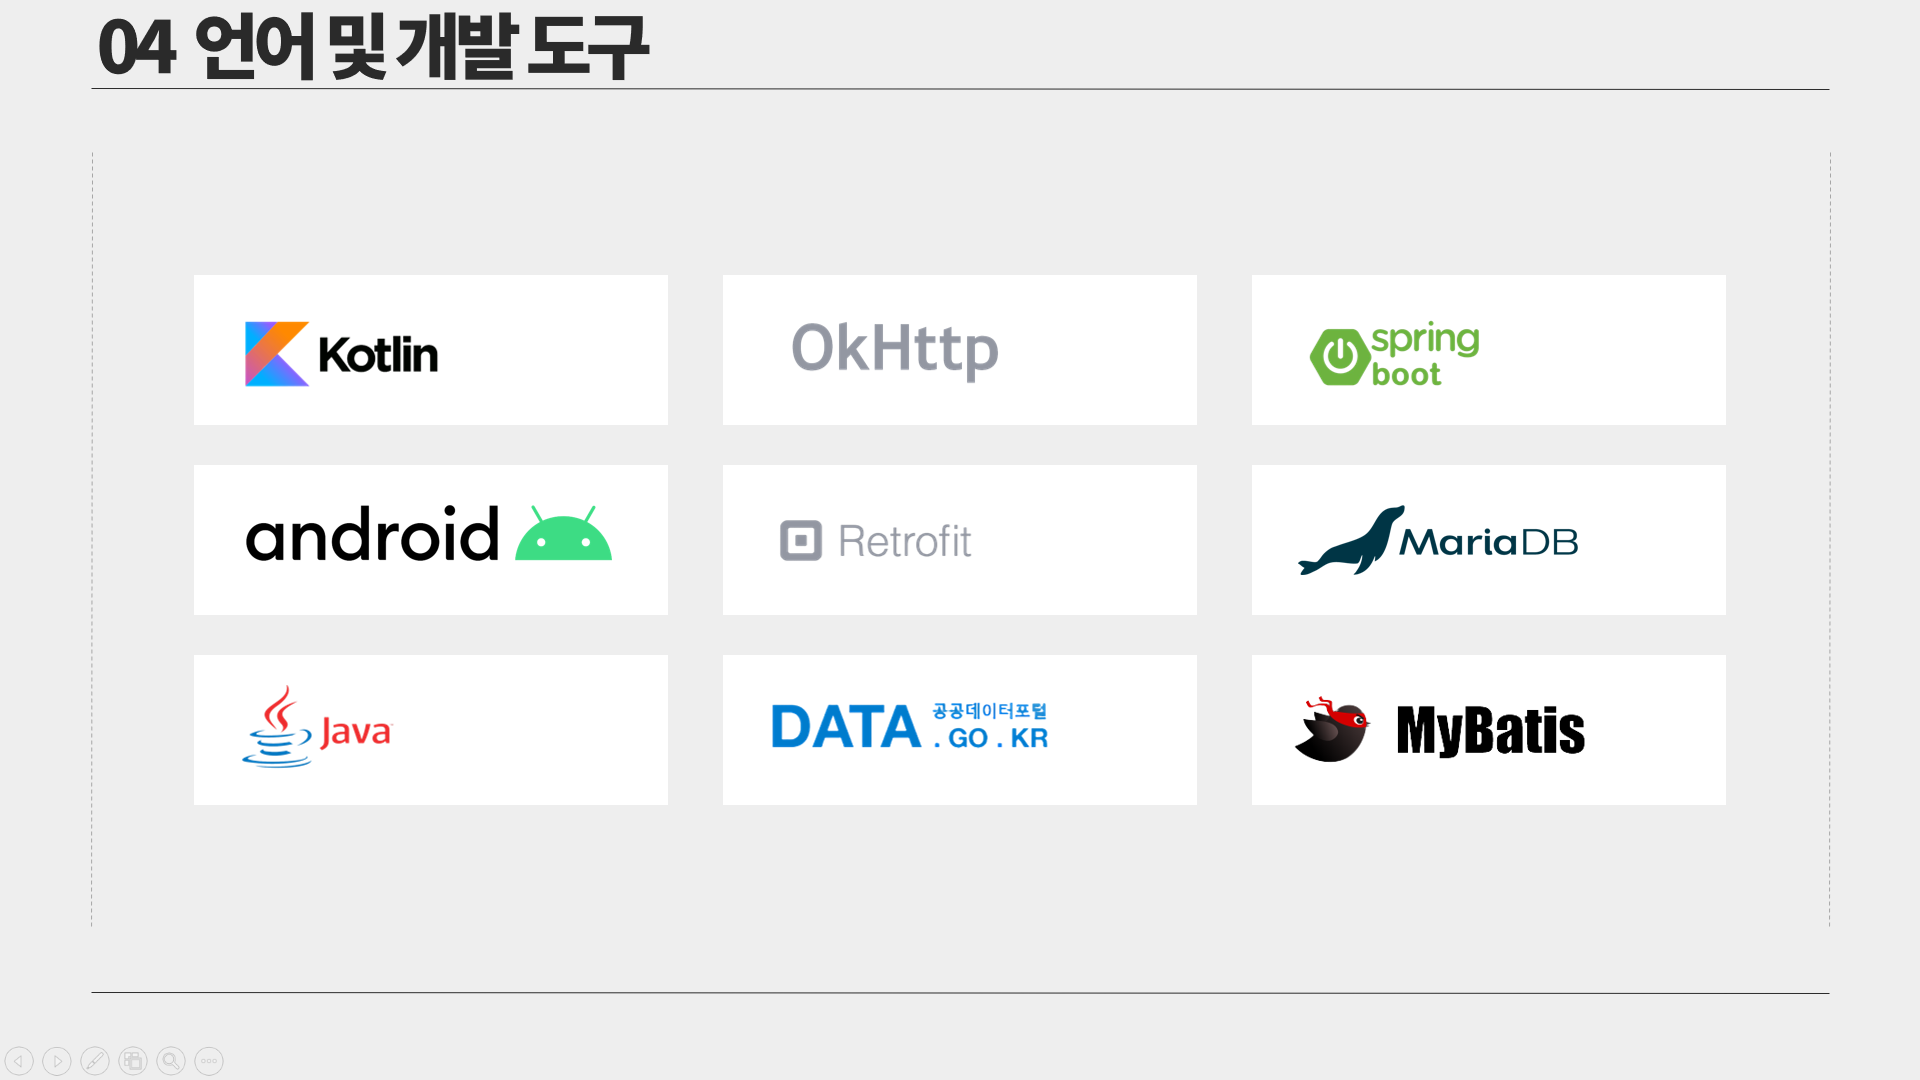 04 언어 및 개발 도구
Kotlin
OkHttp
spring
boot
android
Retrofit
MariaDB
Java
DATA 공공데이터포털
. GO . KR
MyBatis